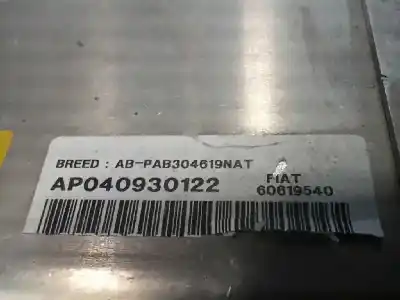 BREED : AB-PAB304619NAT
AP040930122
FIAT
60619540